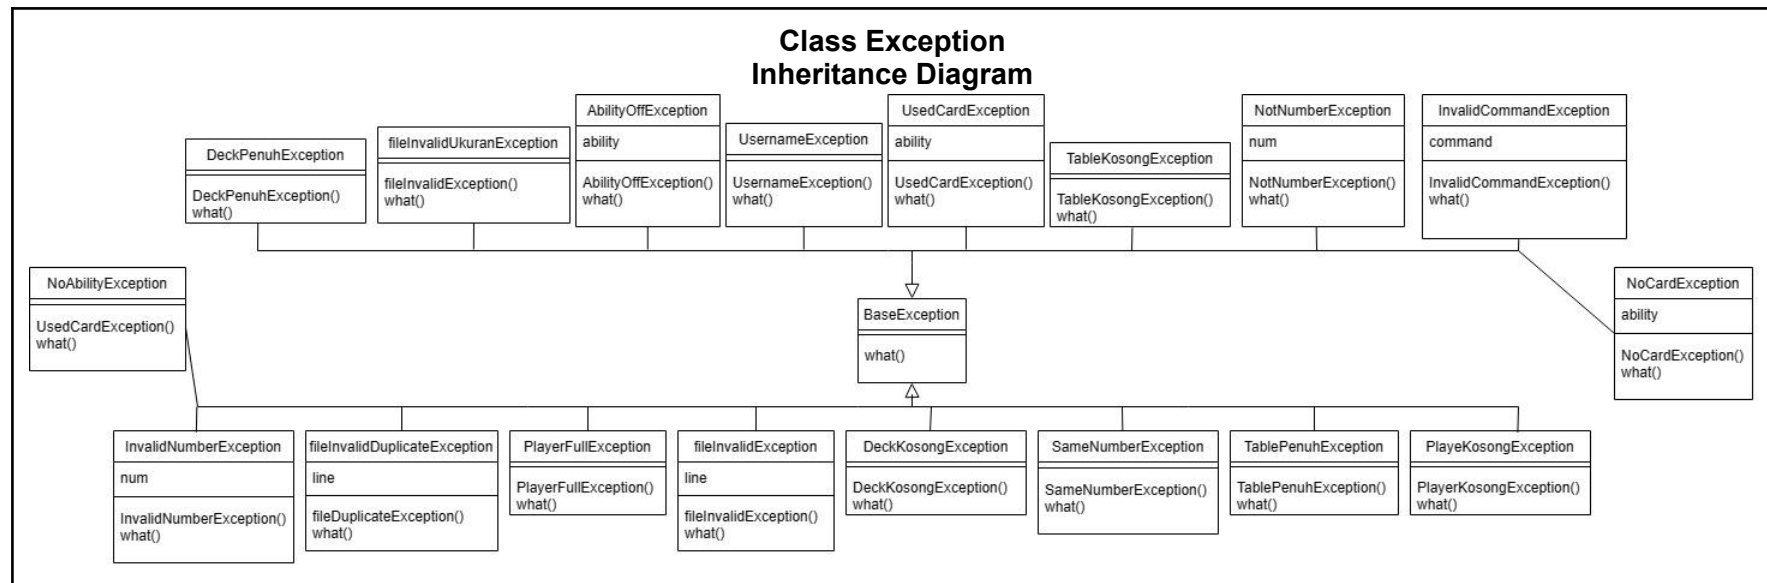 Class Exception
Inheritance Diagram
DeckPenuhException
DeckPenuhException()
what()
fileInvalidUkuranException
fileInvalidException()
what()
AbilityOffException
ability
AbilityOffException()
what()
UsernameException
UsernameException()
what()
UsedCardException
ability
UsedCardException()
what()
TableKosongException
TableKosongException()
what()
NotNumberException
num
NotNumberException()
what()
InvalidCommandException
command
InvalidCommandException()
what()
NoAbilityException
UsedCardException()
what()
BaseException
what()
NoCardException
ability
NoCardException()
what()
InvalidNumberException
num
InvalidNumberException()
what()
fileInvalidDuplicateException
line
fileDuplicateException()
what()
PlayerFullException
PlayerFullException()
what()
fileInvalidException
line
fileInvalidException()
what()
DeckKosongException
DeckKosongException()
what()
SameNumberException
SameNumberException()
what()
TablePenuhException
TablePenuhException()
what()
PlayeKosongException
PlayerKosongException()
what()